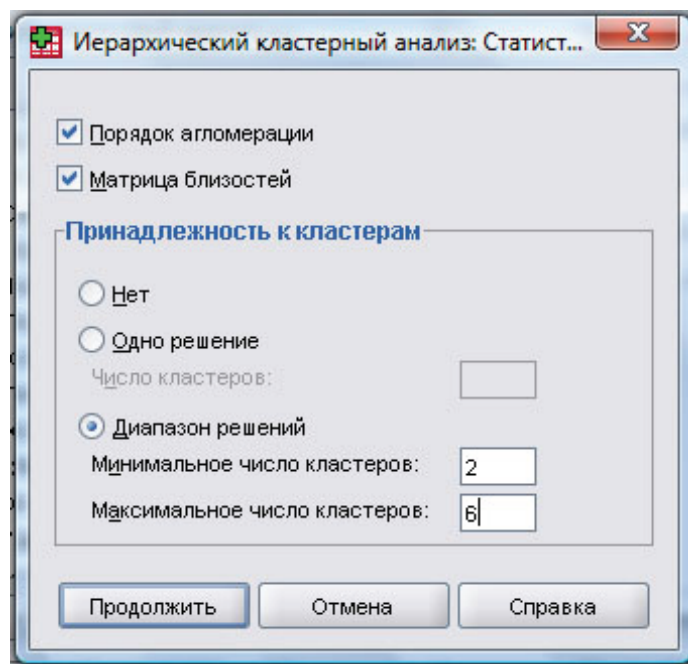 Иерархический кластерный анализ: Статист...
Порядок агломерации
Матрица близостей
Принадлежность к кластерам
Нет
Одно решение
Число кластеров:
Диапазон решений
Минимальное число кластеров: 2
Максимальное число кластеров: 6
Продолжить Отмена Справка